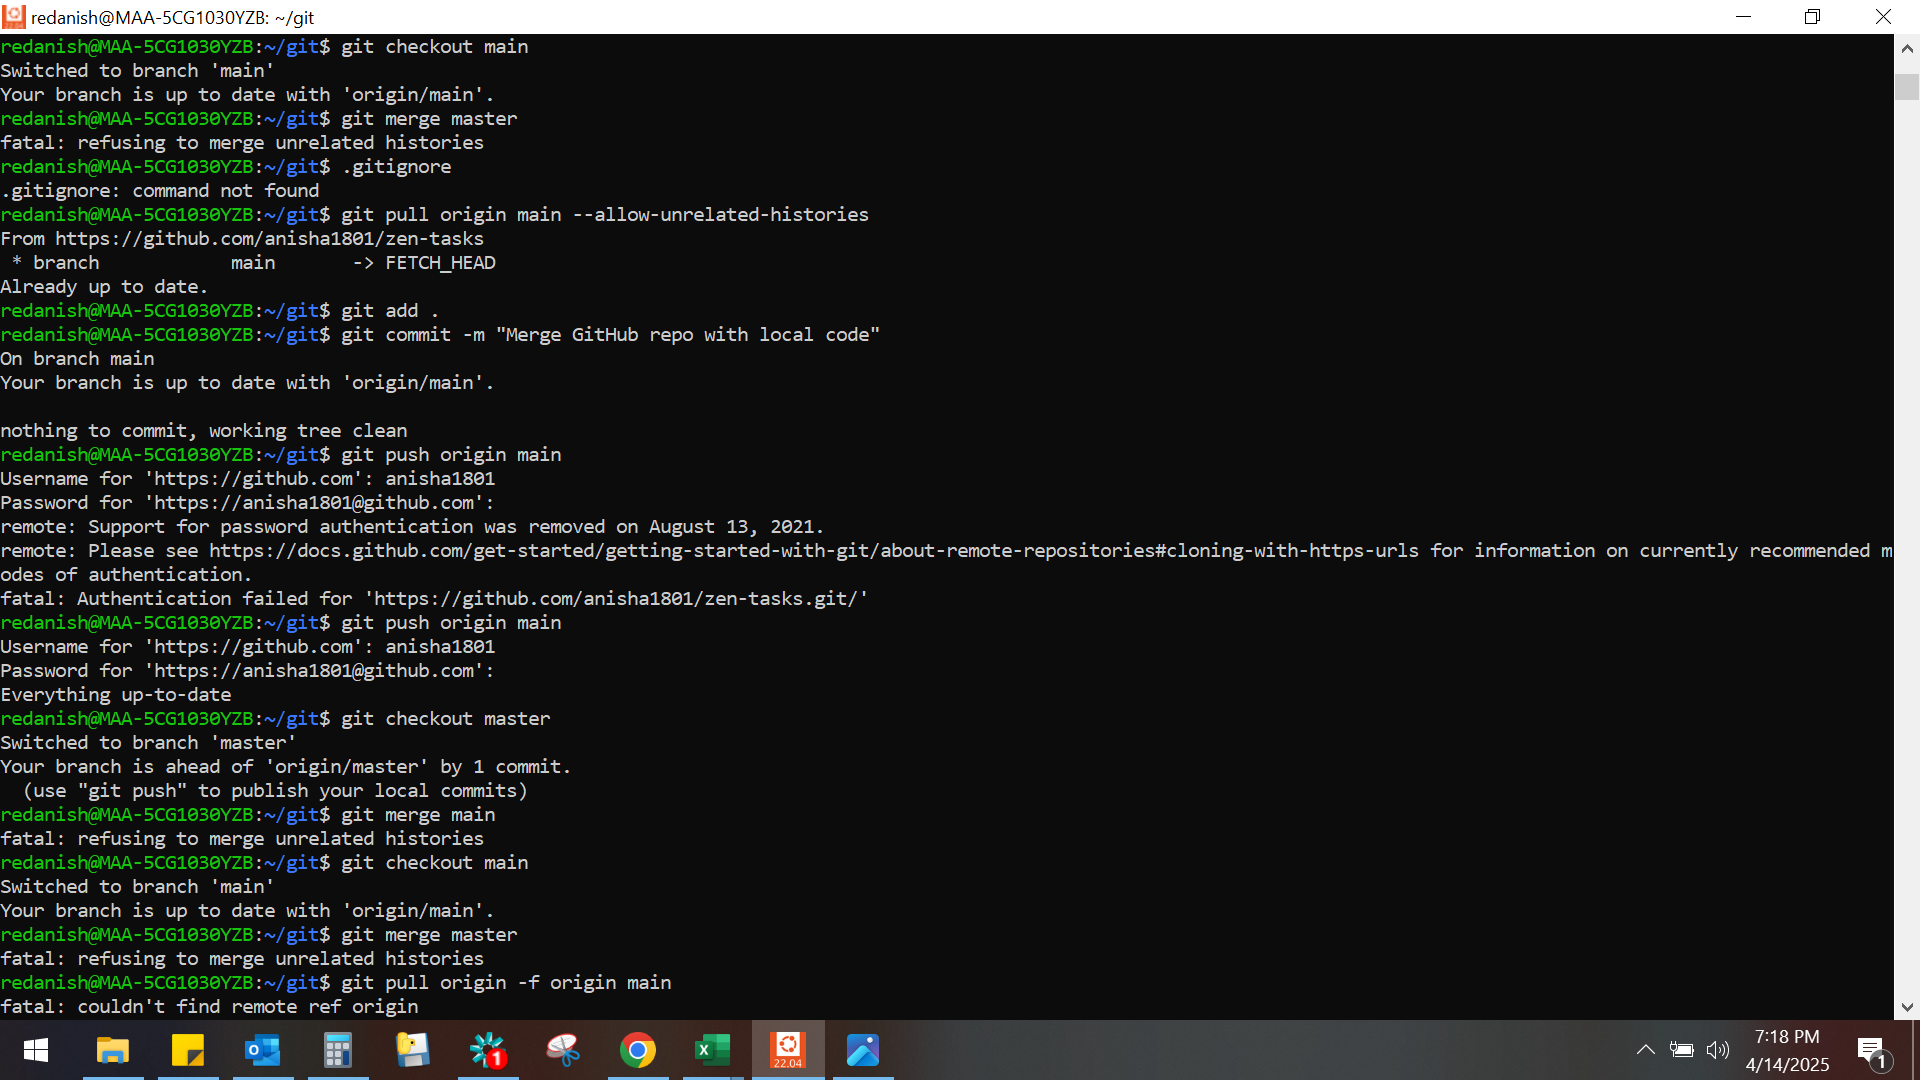 redanish@MAA-5CG1030YZB: ~/git
redanish@MAA-5CG1030YZB:~/git$ git checkout main
Switched to branch 'main'
Your branch is up to date with 'origin/main'.
redanish@MAA-5CG1030YZB:~/git$ git merge master
fatal: refusing to merge unrelated histories
redanish@MAA-5CG1030YZB:~/git$ .gitignore
.gitignore: command not found
redanish@MAA-5CG1030YZB:~/git$ git pull origin main --allow-unrelated-histories
From https://github.com/anisha1801/zen-tasks
 * branch            main       -> FETCH_HEAD
Already up to date.
redanish@MAA-5CG1030YZB:~/git$ git add .
redanish@MAA-5CG1030YZB:~/git$ git commit -m "Merge GitHub repo with local code"
On branch main
Your branch is up to date with 'origin/main'.

nothing to commit, working tree clean
redanish@MAA-5CG1030YZB:~/git$ git push origin main
Username for 'https://github.com': anisha1801
Password for 'https://anisha1801@github.com':
remote: Support for password authentication was removed on August 13, 2021.
remote: Please see https://docs.github.com/get-started/getting-started-with-git/about-remote-repositories#cloning-with-https-urls for information on currently recommended m
odes of authentication.
fatal: Authentication failed for 'https://github.com/anisha1801/zen-tasks.git/'
redanish@MAA-5CG1030YZB:~/git$ git push origin main
Username for 'https://github.com': anisha1801
Password for 'https://anisha1801@github.com':
Everything up-to-date
redanish@MAA-5CG1030YZB:~/git$ git checkout master
Switched to branch 'master'
Your branch is ahead of 'origin/master' by 1 commit.
  (use "git push" to publish your local commits)
redanish@MAA-5CG1030YZB:~/git$ git merge main
fatal: refusing to merge unrelated histories
redanish@MAA-5CG1030YZB:~/git$ git checkout main
Switched to branch 'main'
Your branch is up to date with 'origin/main'.
redanish@MAA-5CG1030YZB:~/git$ git merge master
fatal: refusing to merge unrelated histories
redanish@MAA-5CG1030YZB:~/git$ git pull origin -f origin main
fatal: couldn't find remote ref origin
1
22.04
7:18 PM
4/14/2025
1